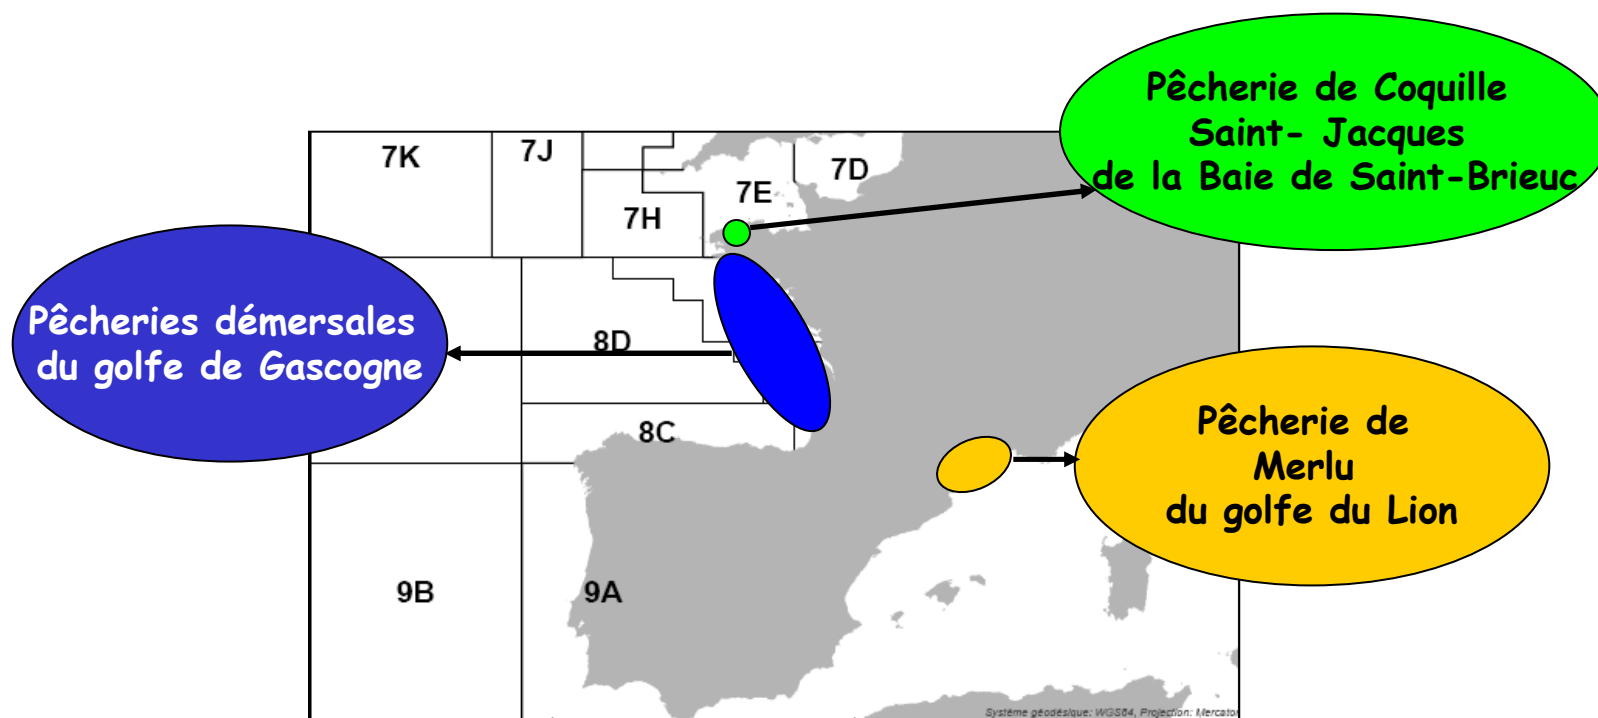 Pêcherie de Coquille
Saint- Jacques
de la Baie de Saint-Brieuc
7K
7J
7E
7D
7H
Pêcheries démersales
du golfe de Gascogne
8D
8C
Pêcherie de
Merlu
du golfe du Lion
9B
9A
Système géodésique: WGS84, Projection: Mercator